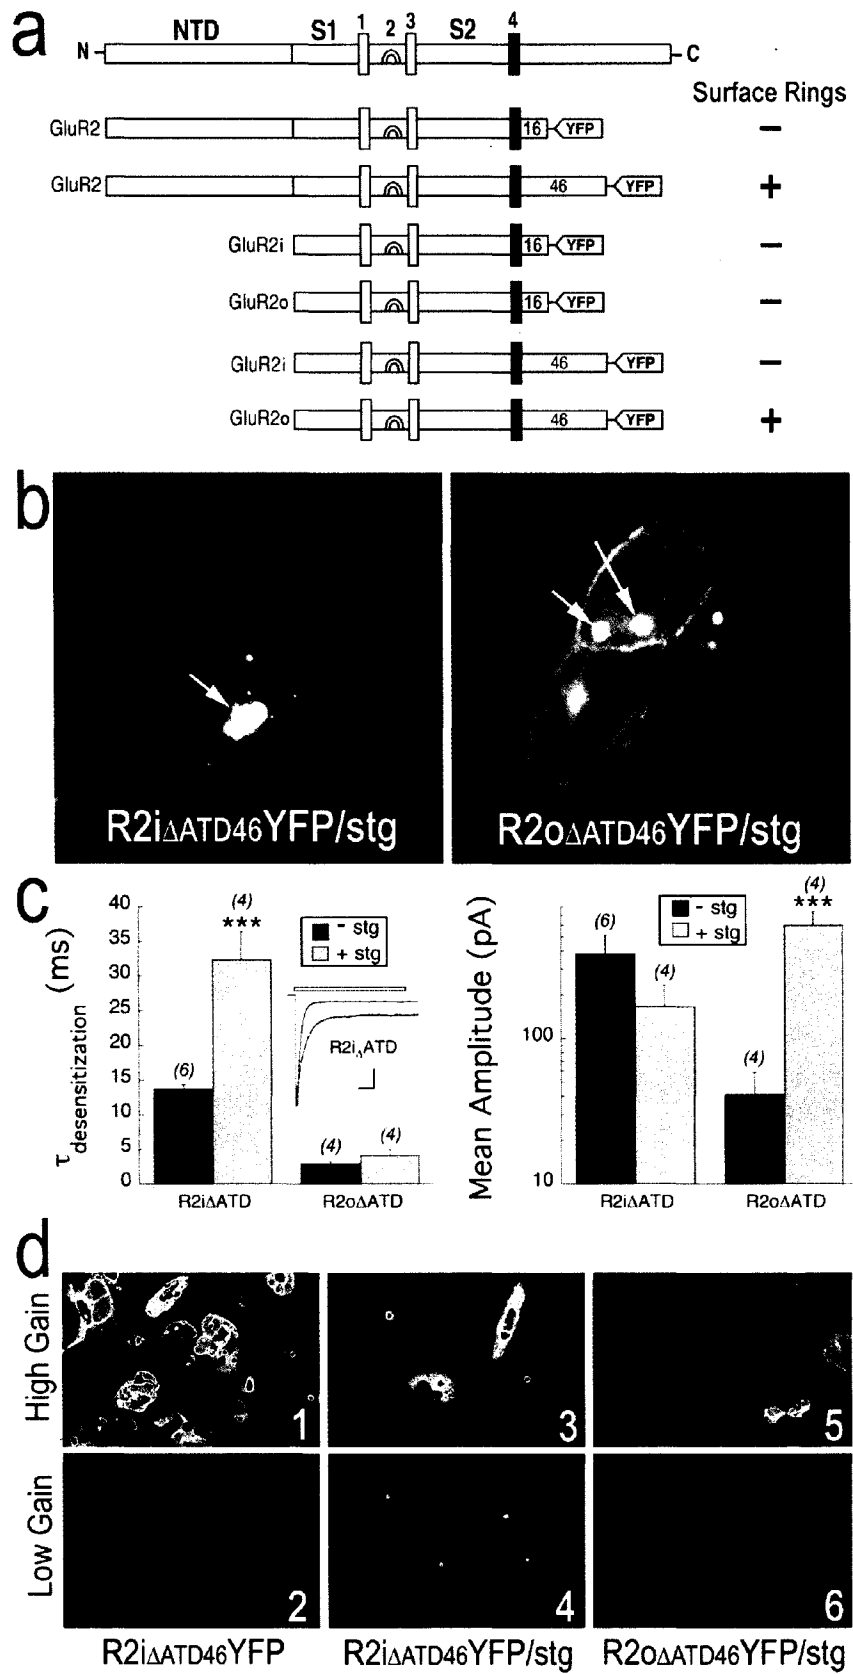 a
NTD S1 1 2 3 S2 4
N C
Surface Rings
GluR2 16 YFP −
GluR2 46 YFP +
GluR2i 16 YFP −
GluR2o 16 YFP −
GluR2i 46 YFP −
GluR2o 46 YFP +
b
R2iΔATD46YFP/stg
R2oΔATD46YFP/stg
c
τ desensitization (ms)
40
35
30
25
20
15
10
5
0
(6)
(4)
***
(4)
(4)
- stg
+ stg
R2iΔATD
R2iΔATD R2oΔATD
Mean Amplitude (pA)
100
10
(6)
(4)
(4)
(4)
***
- stg
+ stg
R2iΔATD R2oΔATD
d
High Gain
1 3 5
Low Gain
2 4 6
R2iΔATD46YFP R2iΔATD46YFP/stg R2oΔATD46YFP/stg